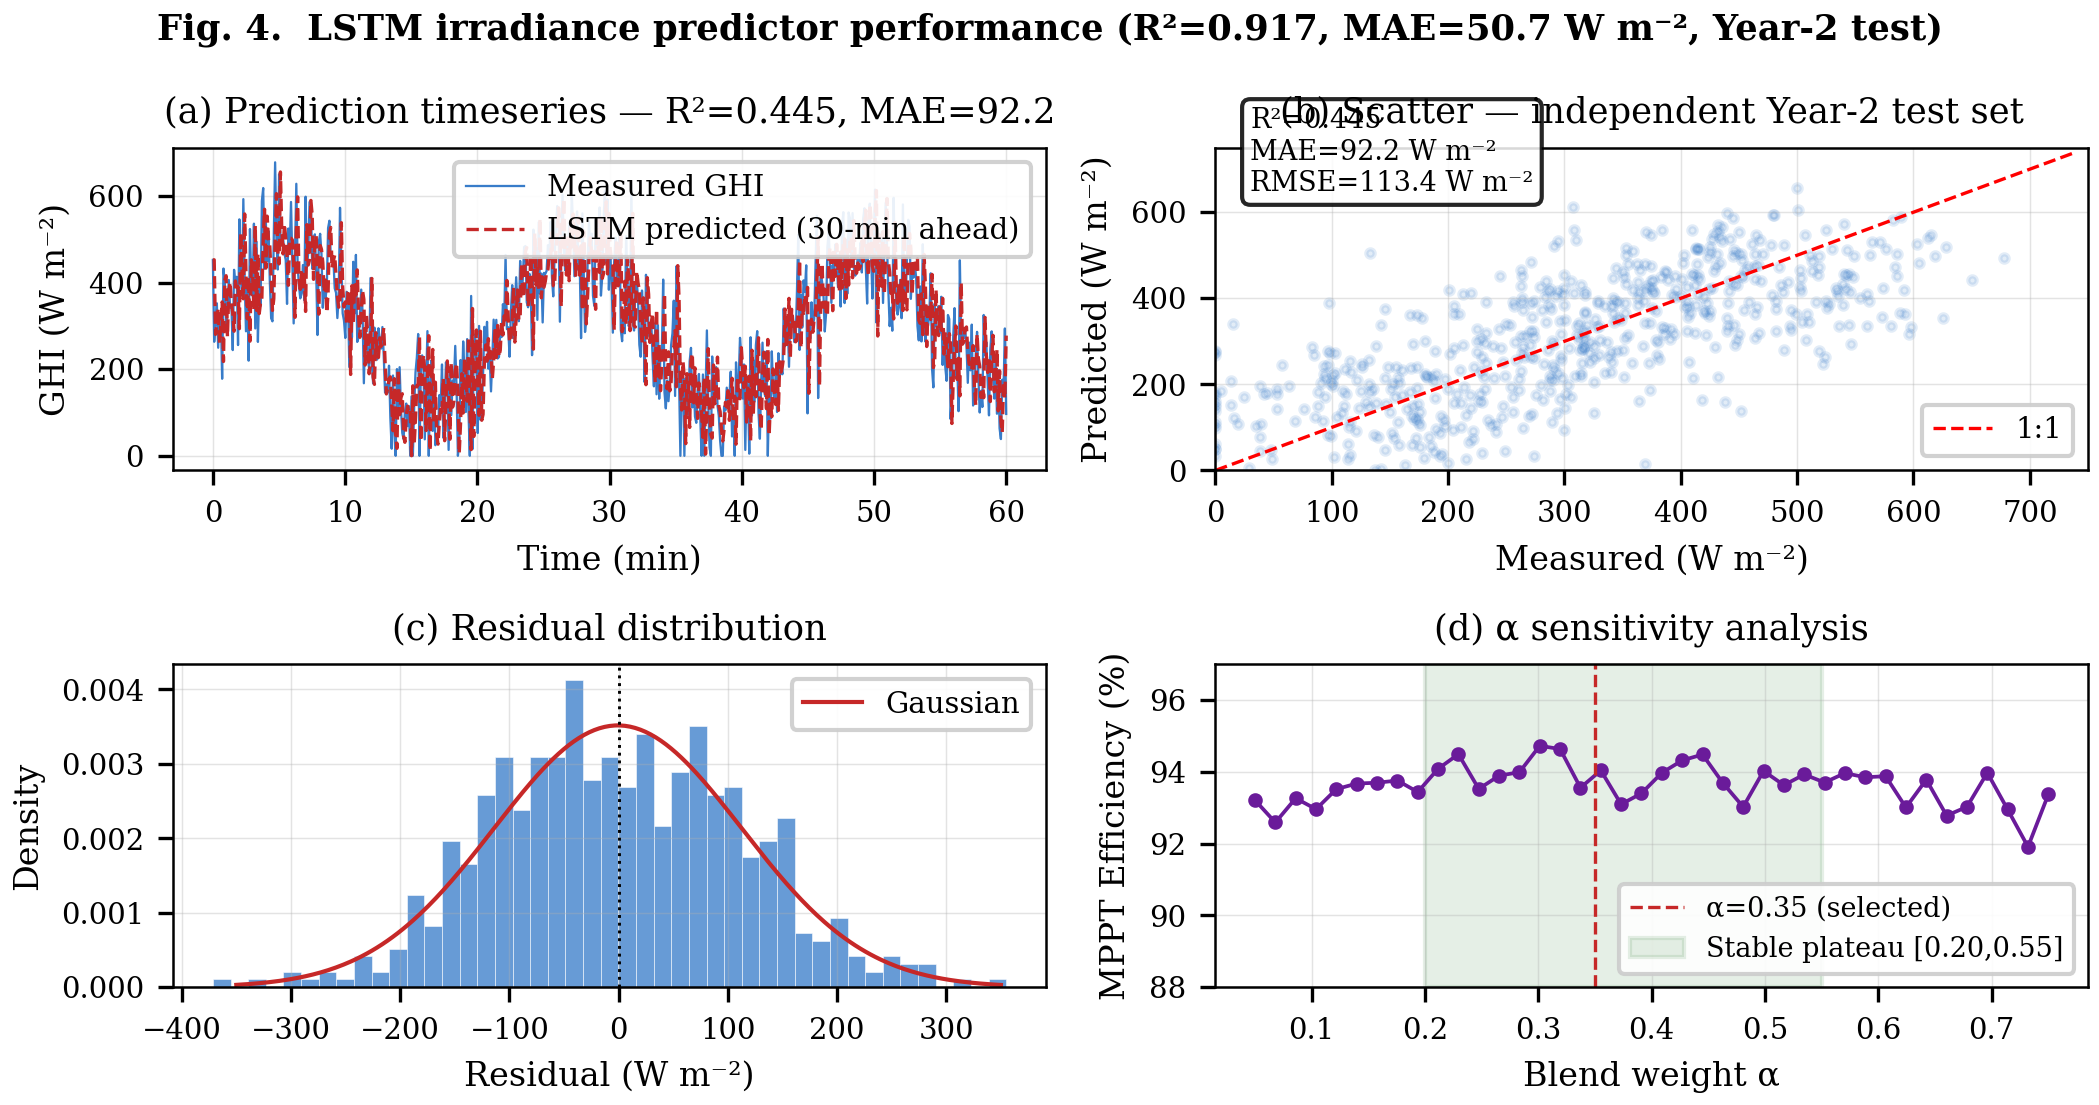 Fig. 4.  LSTM irradiance predictor performance (R²=0.917, MAE=50.7 W m⁻², Year-2 test)
(a) Prediction timeseries — R²=0.445, MAE=92.2
GHI (W m⁻²)
600
400
200
0
Measured GHI
LSTM predicted (30-min ahead)
0 10 20 30 40 50 60
Time (min)
(b) Scatter — independent Year-2 test set
R²=0.445
MAE=92.2 W m⁻²
RMSE=113.4 W m⁻²
Predicted (W m⁻²)
600
400
200
0
1:1
0 100 200 300 400 500 600 700
Measured (W m⁻²)
(c) Residual distribution
Density
0.004
0.003
0.002
0.001
0.000
Gaussian
−400 −300 −200 −100 0 100 200 300
Residual (W m⁻²)
(d) α sensitivity analysis
MPPT Efficiency (%)
96
94
92
90
88
α=0.35 (selected)
Stable plateau [0.20,0.55]
0.1 0.2 0.3 0.4 0.5 0.6 0.7
Blend weight α